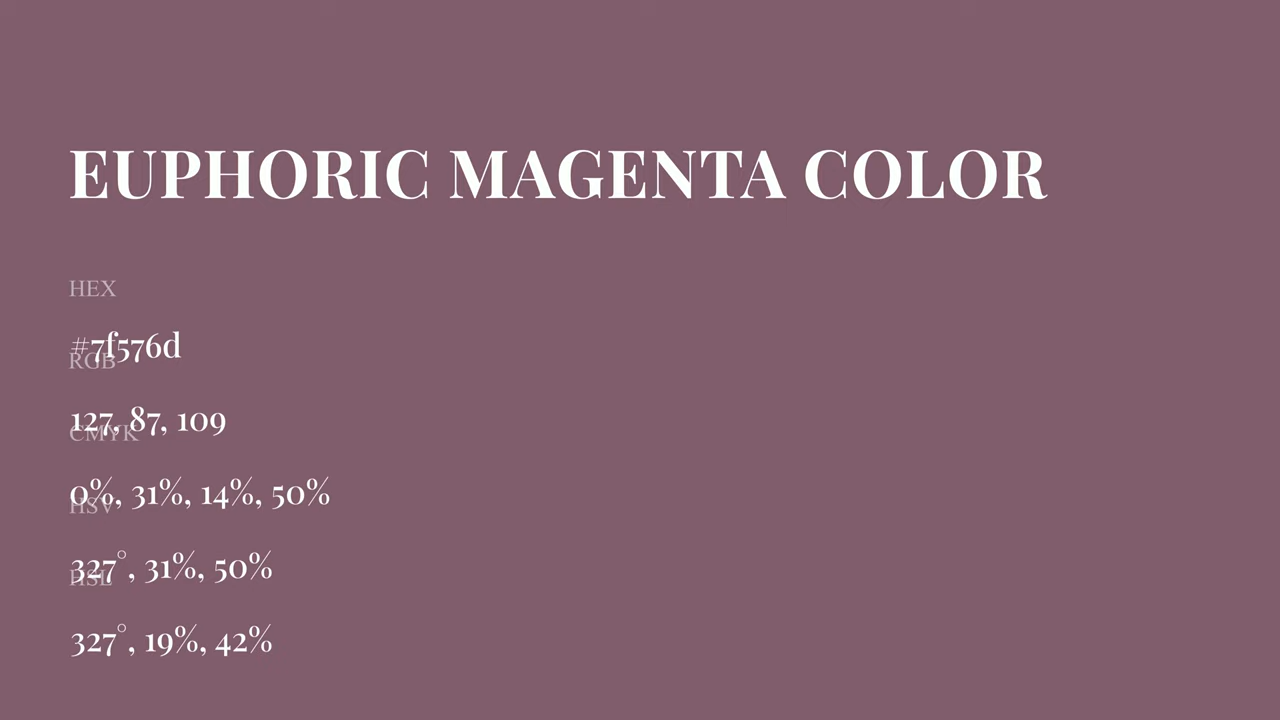 EUPHORIC MAGENTA COLOR
HEX
#7f576d
RGB
127, 87, 109
CMYK
0%, 31%, 14%, 50%
HSV
327°, 31%, 50%
HSL
327°, 19%, 42%